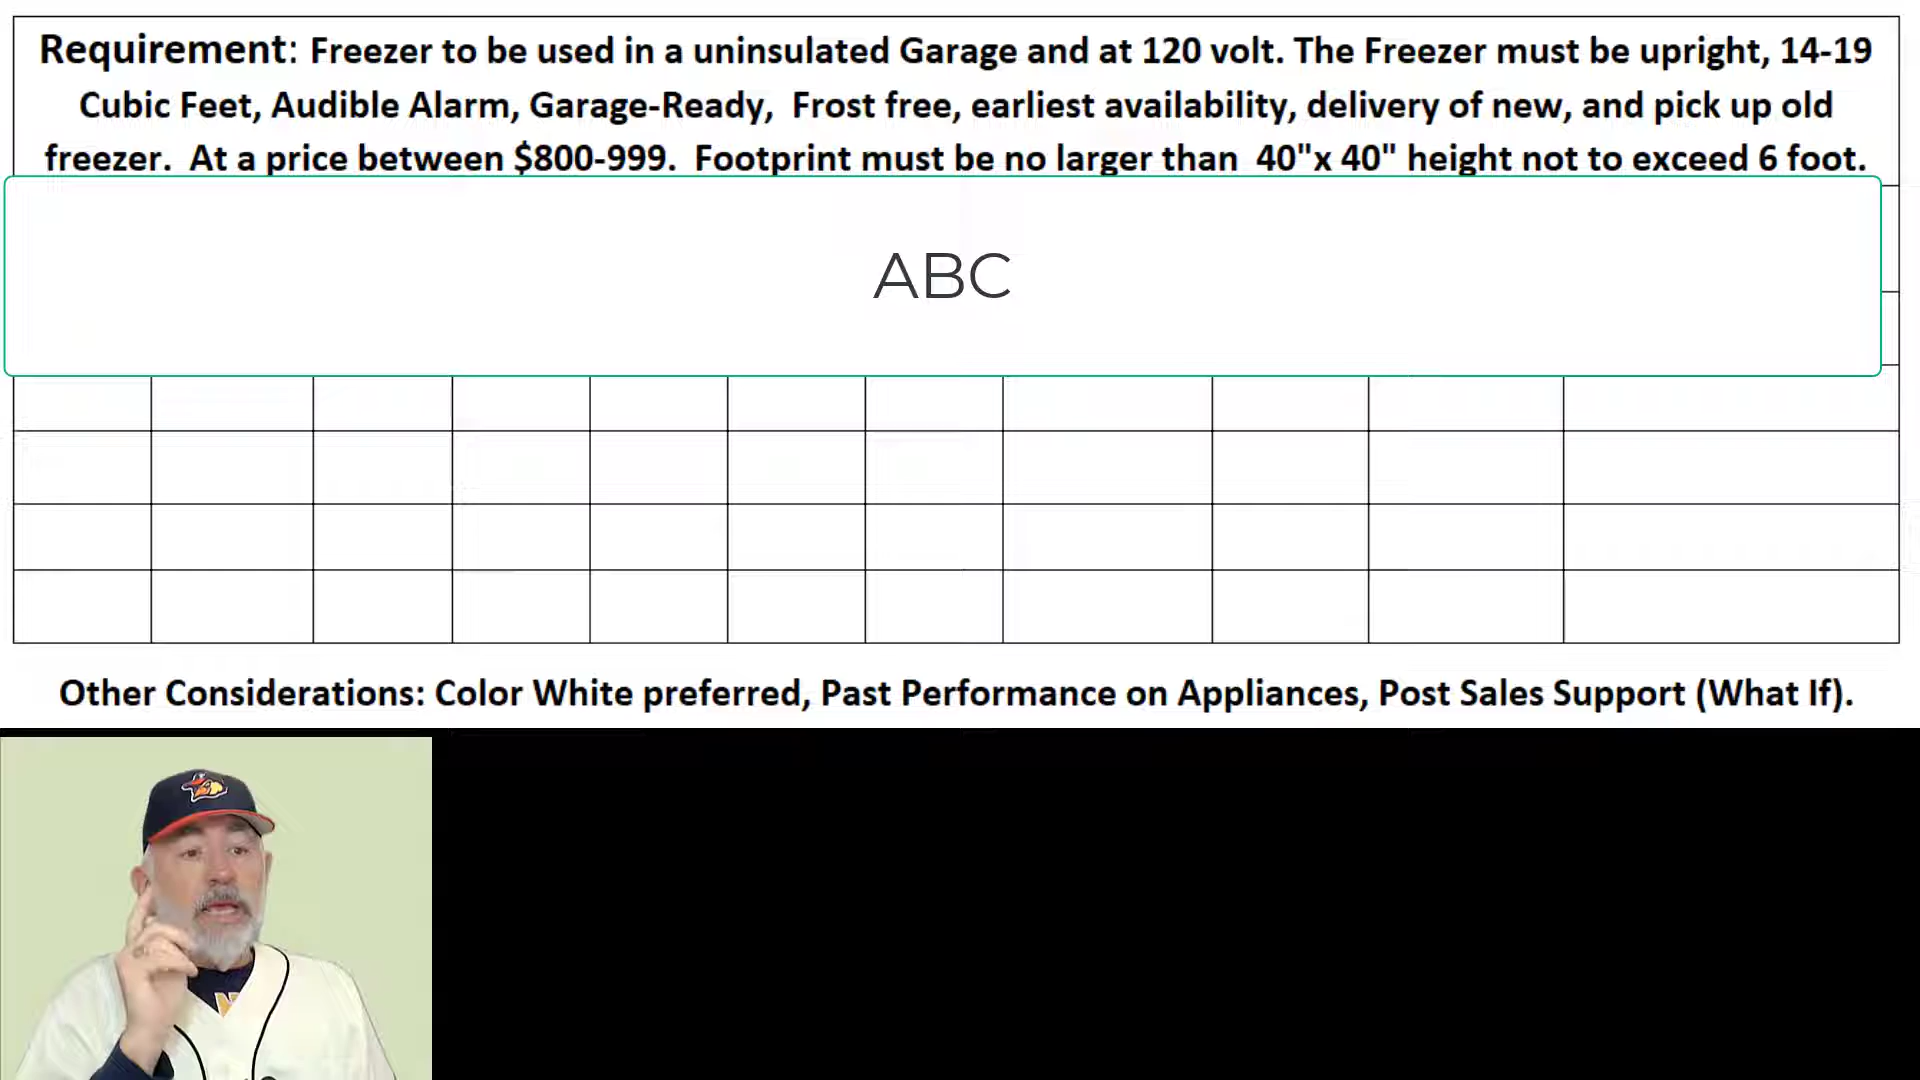 Requirement: Freezer to be used in a uninsulated Garage and at 120 volt. The Freezer must be upright, 14-19
Cubic Feet, Audible Alarm, Garage-Ready, Frost free, earliest availability, delivery of new, and pick up old
freezer. At a price between $800-999. Footprint must be no larger than 40"x 40" height not to exceed 6 foot.
ABC
Other Considerations: Color White preferred, Past Performance on Appliances, Post Sales Support (What If).